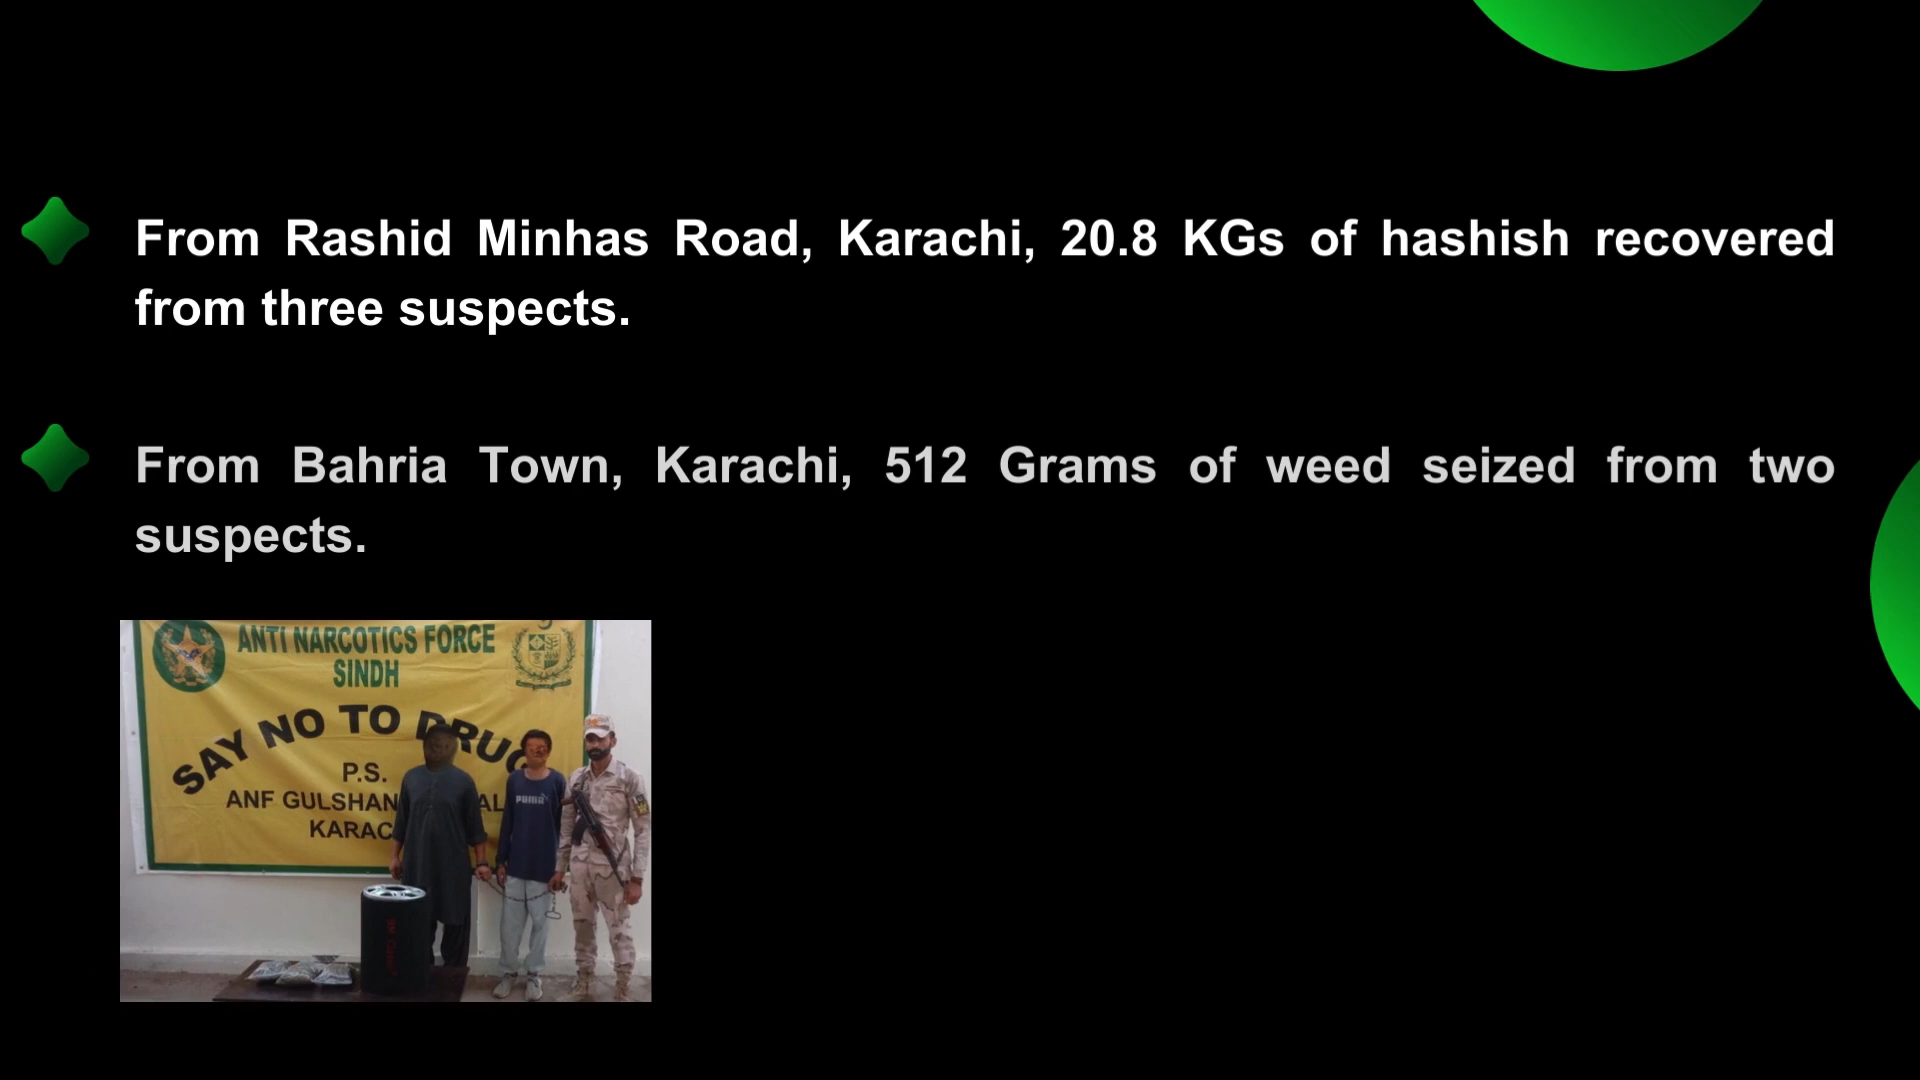 From Rashid Minhas Road, Karachi, 20.8 KGs of hashish recovered
from three suspects.
From Bahria Town, Karachi, 512 Grams of weed seized from two
suspects.
ANTI NARCOTICS FORCE
SINDH
SAY NO TO DRUG
P.S.
ANF GULSHAN
KARAC
PUMA